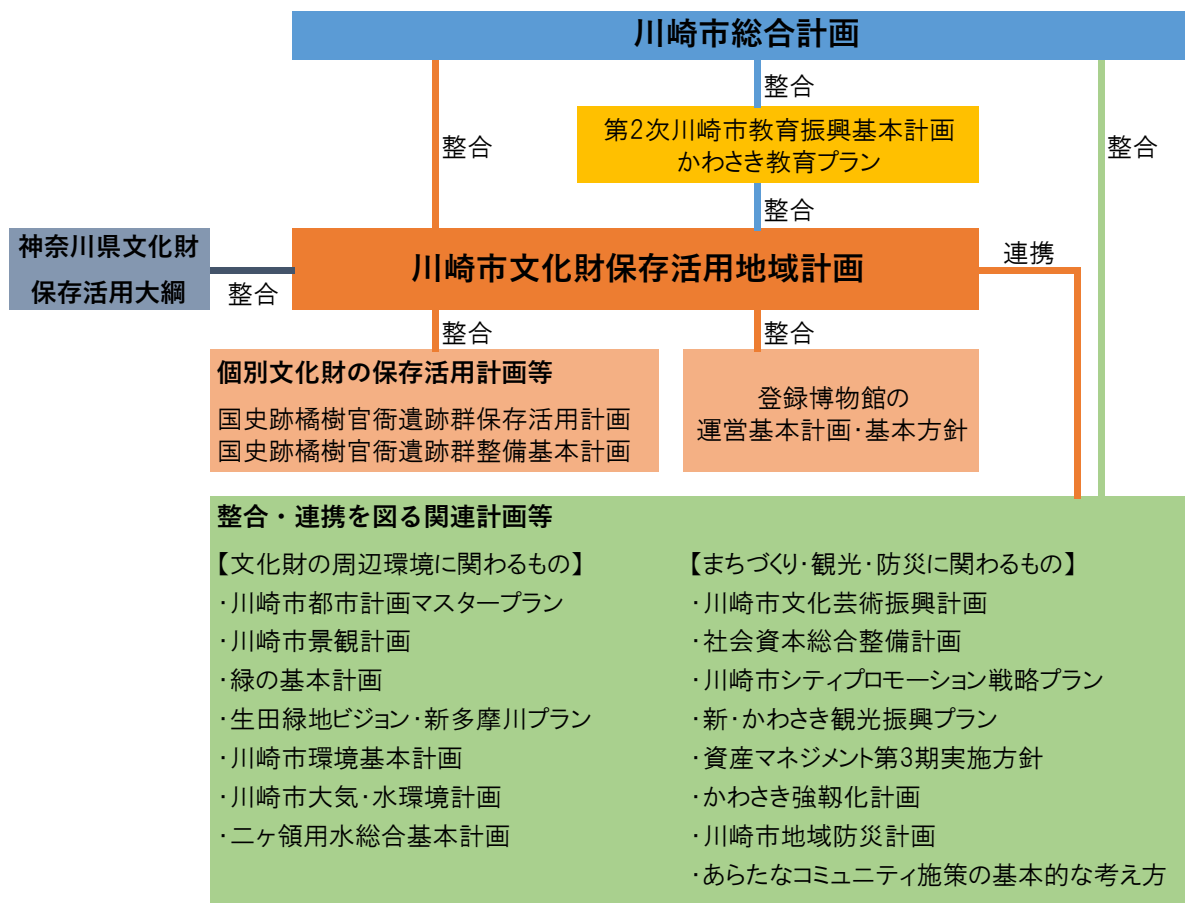 川崎市総合計画
整合
第2次川崎市教育振興基本計画
かわさき教育プラン
整合
整合
整合
神奈川県文化財
保存活用大綱
整合
川崎市文化財保存活用地域計画
連携
整合
整合
個別文化財の保存活用計画等
国史跡橘樹官衙遺跡群保存活用計画
国史跡橘樹官衙遺跡群整備基本計画
登録博物館の
運営基本計画・基本方針
整合・連携を図る関連計画等
【文化財の周辺環境に関わるもの】
・川崎市都市計画マスタープラン
・川崎市景観計画
・緑の基本計画
・生田緑地ビジョン・新多摩川プラン
・川崎市環境基本計画
・川崎市大気・水環境計画
・二ヶ領用水総合基本計画
【まちづくり・観光・防災に関わるもの】
・川崎市文化芸術振興計画
・社会資本総合整備計画
・川崎市シティプロモーション戦略プラン
・新・かわさき観光振興プラン
・資産マネジメント第3期実施方針
・かわさき強靱化計画
・川崎市地域防災計画
・あらたなコミュニティ施策の基本的な考え方